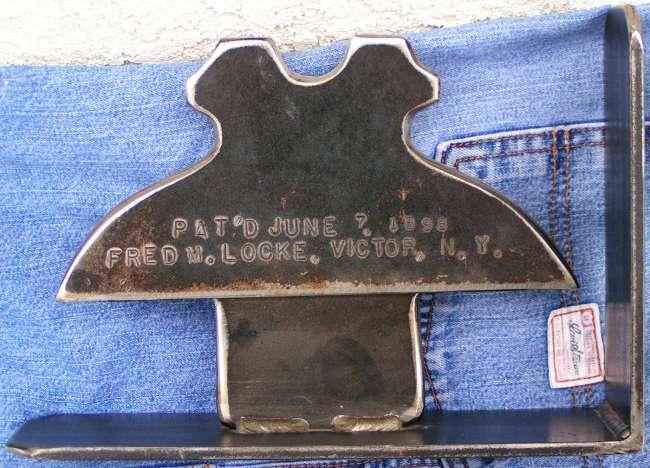 PAT'D JUNE 7, 1898
FRED M. LOCKE, VICTOR, N.Y.